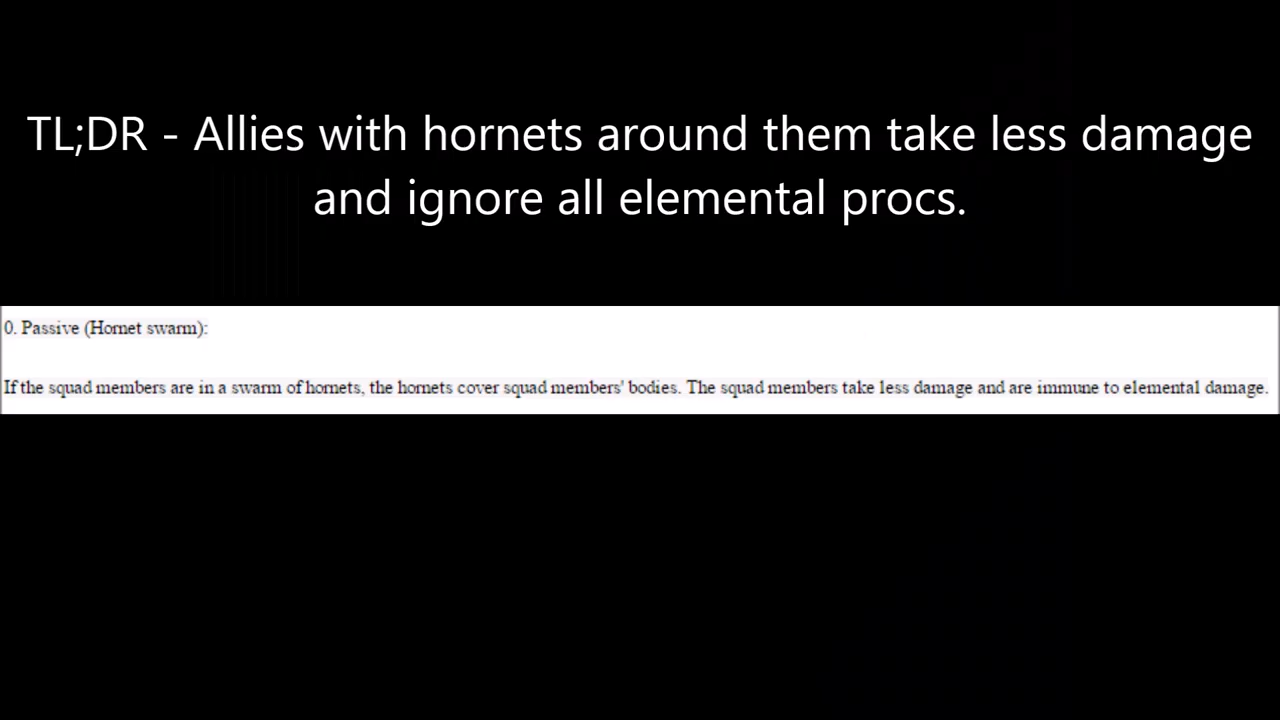 TL;DR - Allies with hornets around them take less damage
and ignore all elemental procs.
0. Passive (Hornet swarm):
If the squad members are in a swarm of hornets, the hornets cover squad members' bodies. The squad members take less damage and are immune to elemental damage.